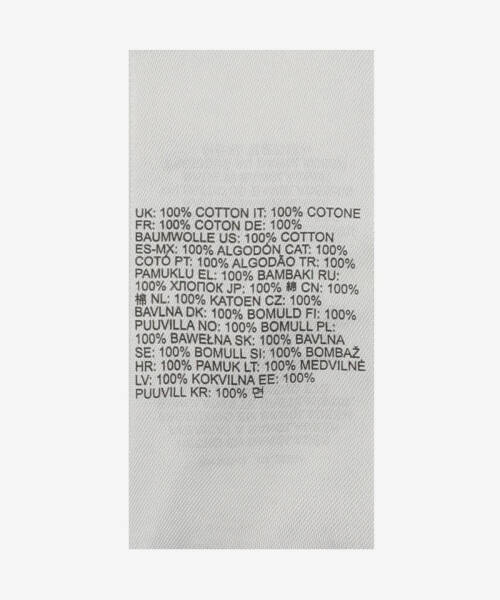 UK: 100% COTTON IT: 100% COTONE
FR: 100% COTON DE: 100%
BAUMWOLLE US: 100% COTTON
ES-MX: 100% ALGODÓN CAT: 100%
COTÓ PT: 100% ALGODÃO TR: 100%
PAMUKLU EL: 100% BAMBAKI RU:
100% ХЛОПОК JP: 100% 綿 CN: 100%
棉 NL: 100% KATOEN CZ: 100%
BAVLNA DK: 100% BOMULD FI: 100%
PUUVILLA NO: 100% BOMULL PL:
100% BAWEŁNA SK: 100% BAVLNA
SE: 100% BOMULL SI: 100% BOMBAŽ
HR: 100% PAMUK LT: 100% MEDVILNĖ
LV: 100% KOKVILNA EE: 100%
PUUVILL KR: 100% 면